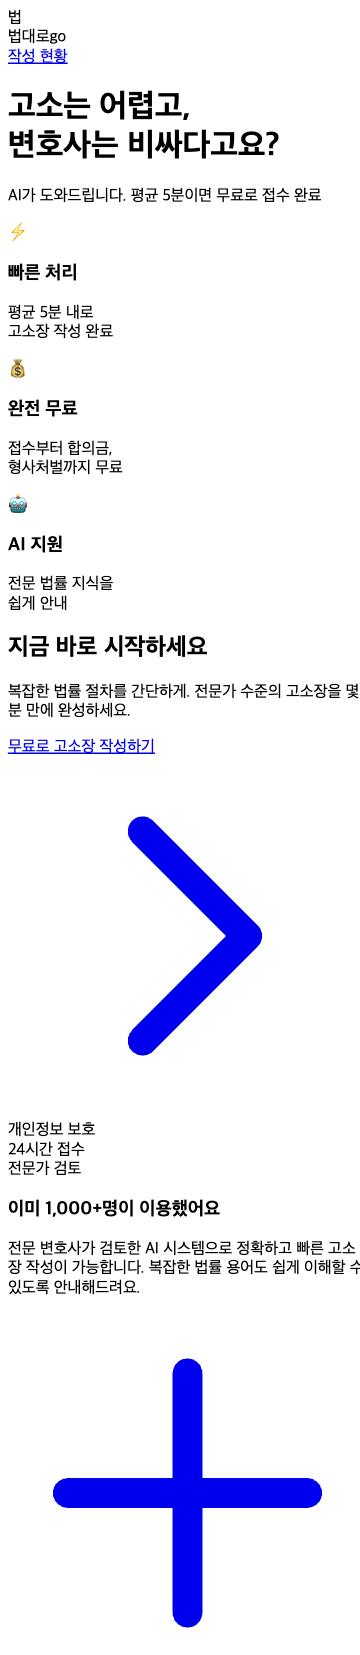 법
법대로go
작성 현황
고소는 어렵고,
변호사는 비싸다고요?
AI가 도와드립니다. 평균 5분이면 무료로 접수 완료
빠른 처리
평균 5분 내로
고소장 작성 완료
완전 무료
접수부터 합의금,
형사처벌까지 무료
AI 지원
전문 법률 지식을
쉽게 안내
지금 바로 시작하세요
복잡한 법률 절차를 간단하게. 전문가 수준의 고소장을 몇
분 만에 완성하세요.
무료로 고소장 작성하기
개인정보 보호
24시간 접수
전문가 검토
이미 1,000+명이 이용했어요
전문 변호사가 검토한 AI 시스템으로 정확하고 빠른 고소
장 작성이 가능합니다. 복잡한 법률 용어도 쉽게 이해할 수
있도록 안내해드려요.